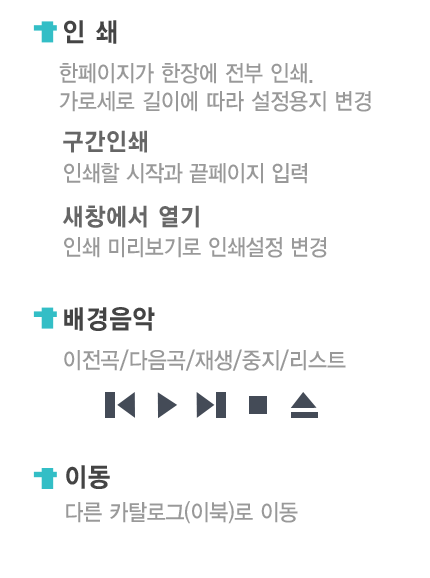 인 쇄
한페이지가 한장에 전부 인쇄.
가로세로 길이에 따라 설정용지 변경
구간인쇄
인쇄할 시작과 끝페이지 입력
새창에서 열기
인쇄 미리보기로 인쇄설정 변경
배경음악
이전곡/다음곡/재생/중지/리스트
이동
다른 카탈로그(이북)로 이동